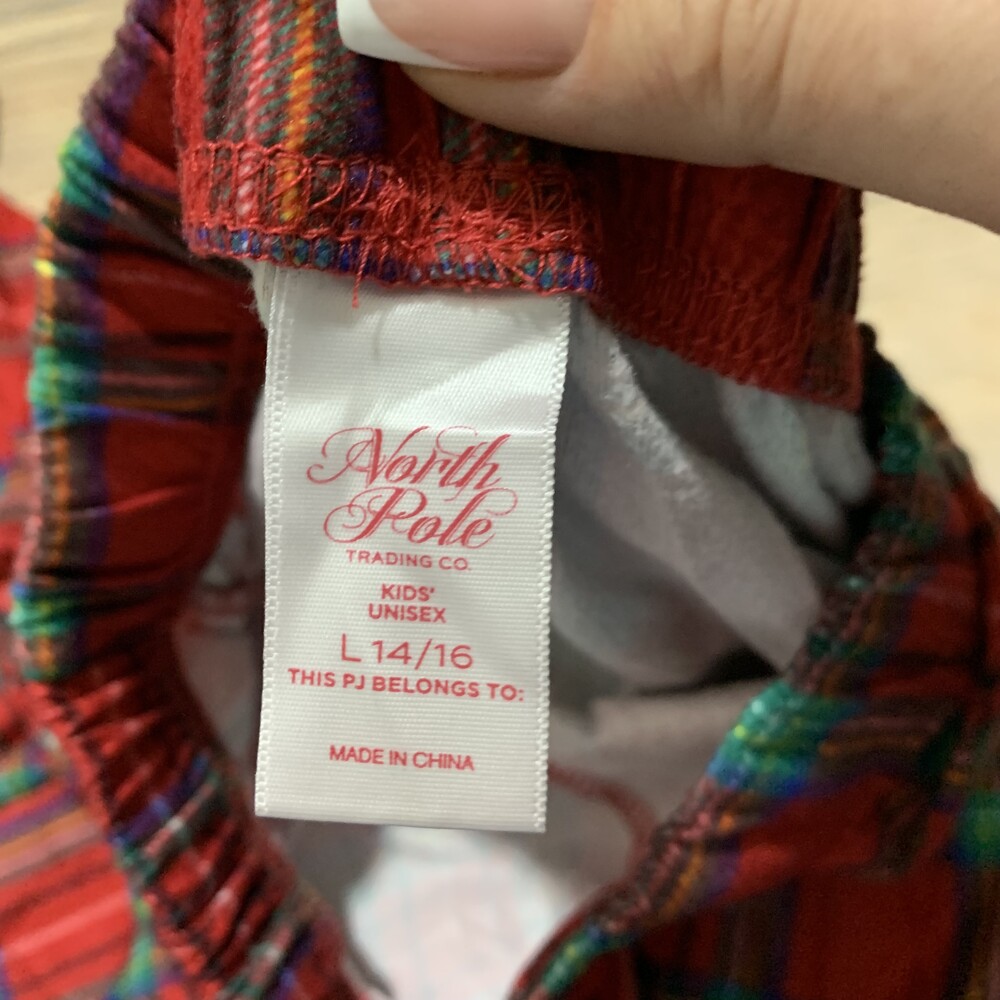 North
Pole
TRADING CO.
KIDS'
UNISEX
L 14/16
THIS PJ BELONGS TO:
MADE IN CHINA